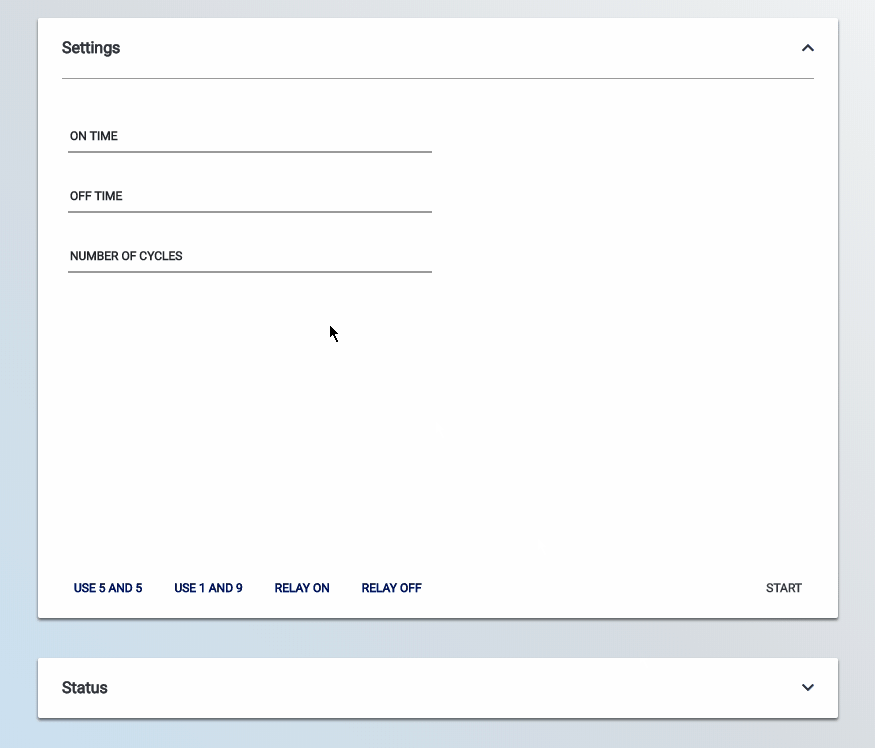 Settings
ON TIME
OFF TIME
NUMBER OF CYCLES
USE 5 AND 5 USE 1 AND 9 RELAY ON RELAY OFF START
Status